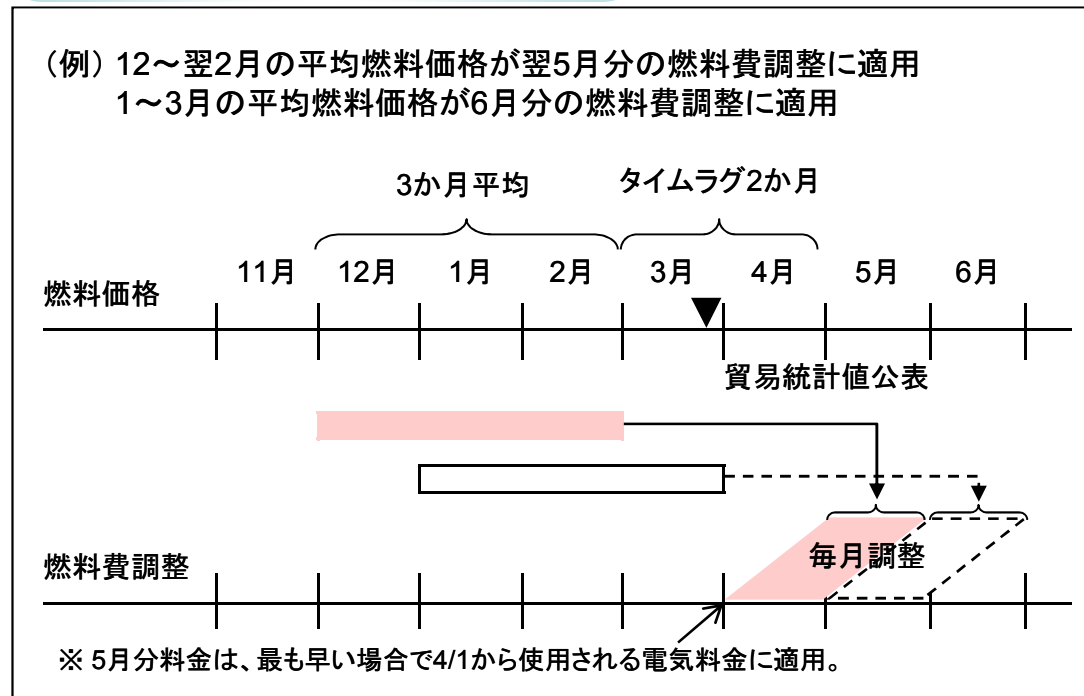 （例）12～翌2月の平均燃料価格が翌5月分の燃料費調整に適用
1～3月の平均燃料価格が6月分の燃料費調整に適用
3か月平均 タイムラグ2か月
11月 12月 1月 2月 3月 4月 5月 6月
燃料価格
貿易統計値公表
毎月調整
燃料費調整
※ 5月分料金は、最も早い場合で4/1から使用される電気料金に適用。